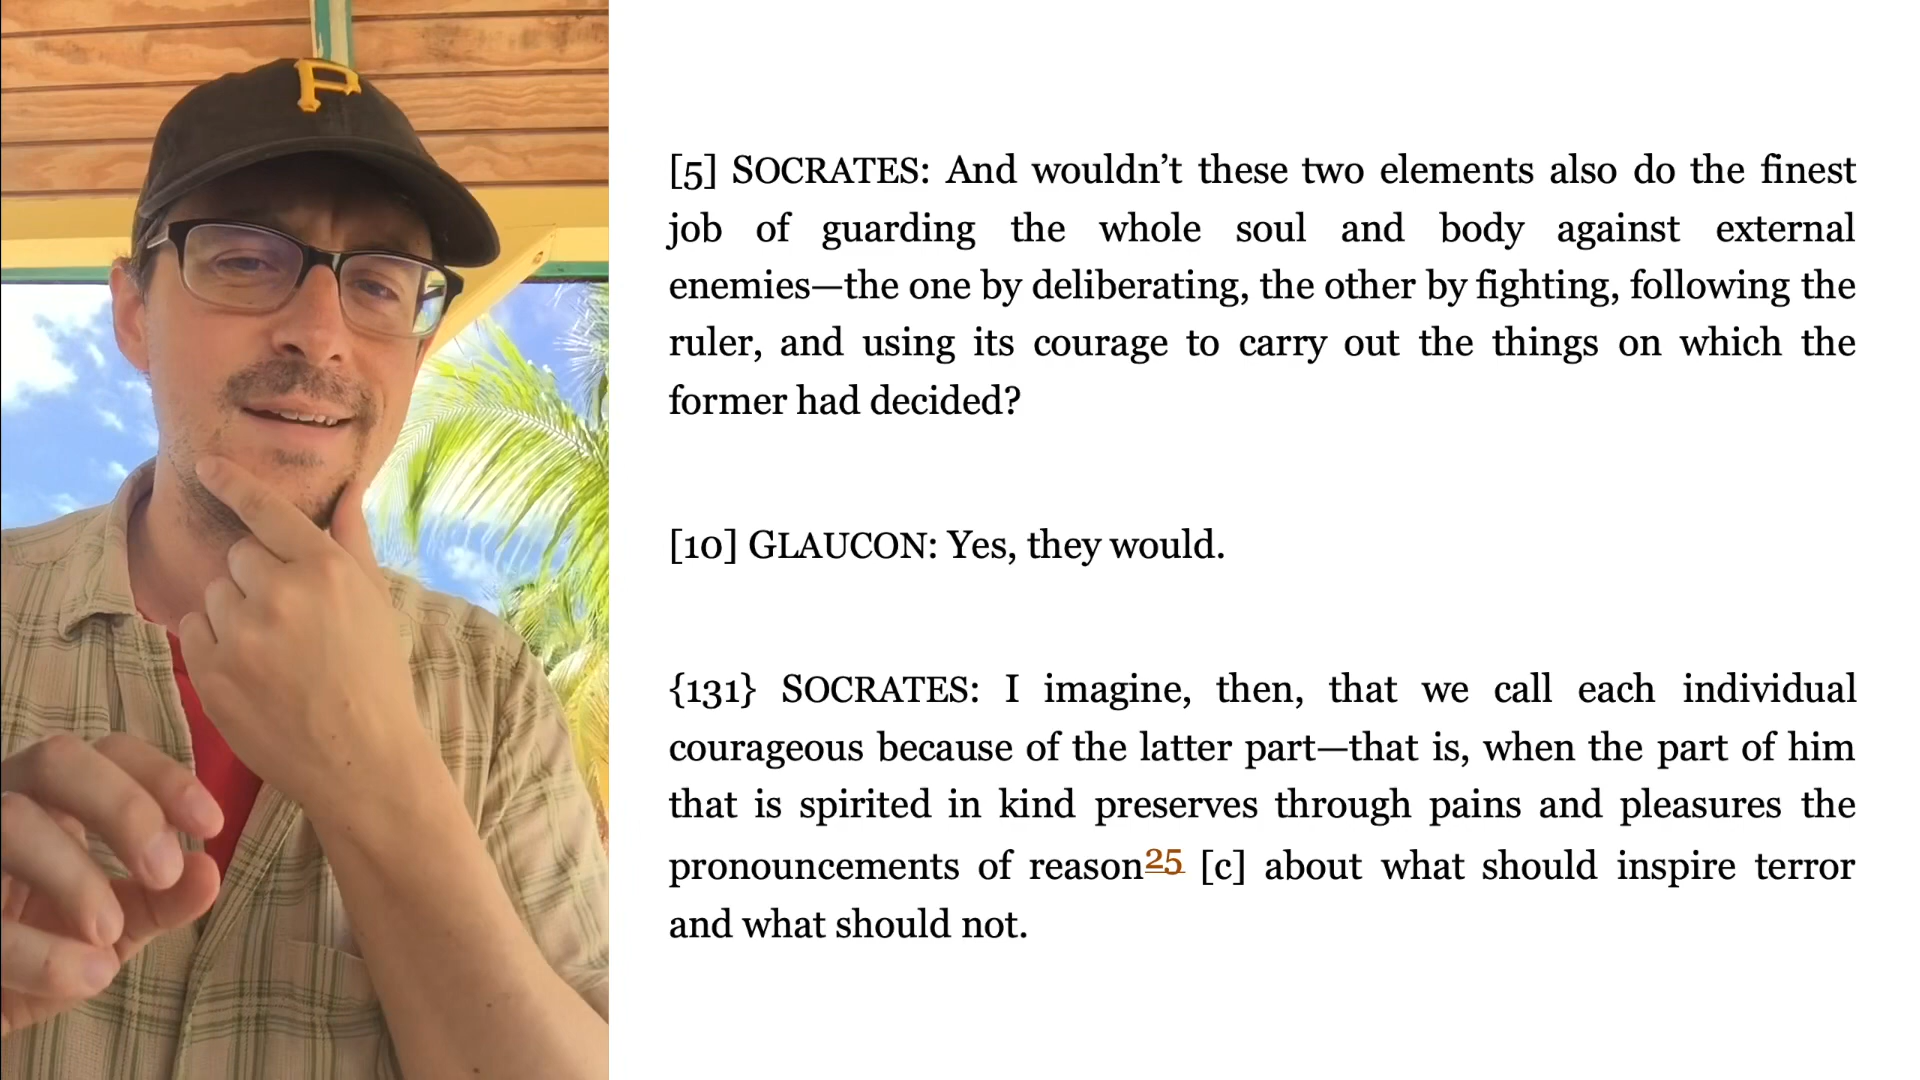 P
[5] SOCRATES: And wouldn’t these two elements also do the finest
job of guarding the whole soul and body against external
enemies—the one by deliberating, the other by fighting, following the
ruler, and using its courage to carry out the things on which the
former had decided?
[10] GLAUCON: Yes, they would.
{131} SOCRATES: I imagine, then, that we call each individual
courageous because of the latter part—that is, when the part of him
that is spirited in kind preserves through pains and pleasures the
pronouncements of reason25 [c] about what should inspire terror
and what should not.